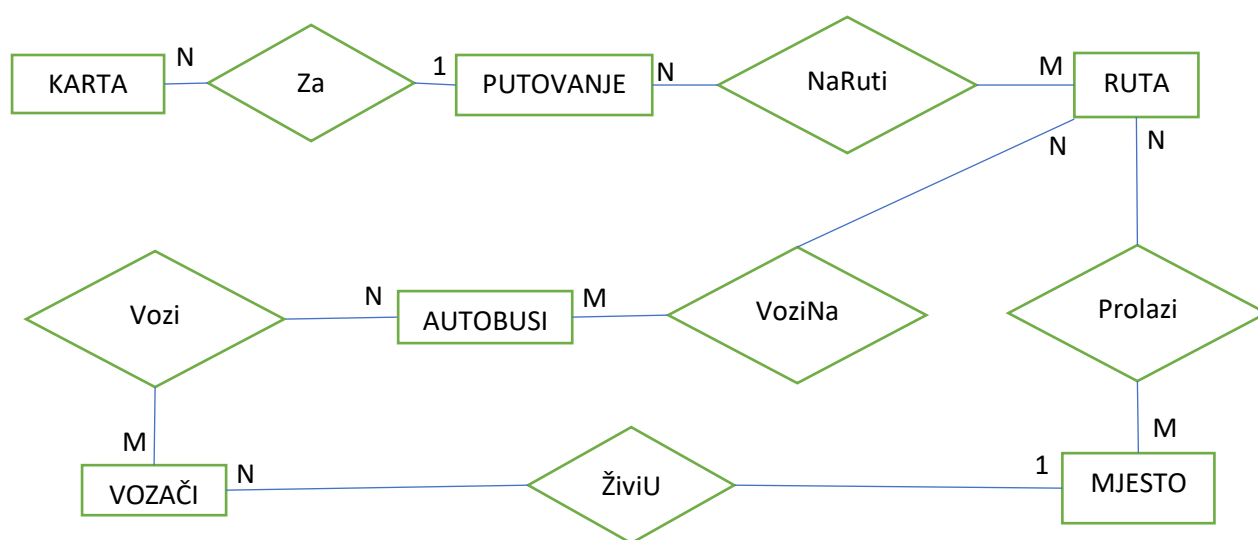 KARTA
N
Za
1
PUTOVANJE
N
NaRuti
M
RUTA
N
N
Vozi
N
AUTOBUSI
M
VoziNa
Prolazi
M
VOZAČI
N
ŽiviU
1
MJESTO
M